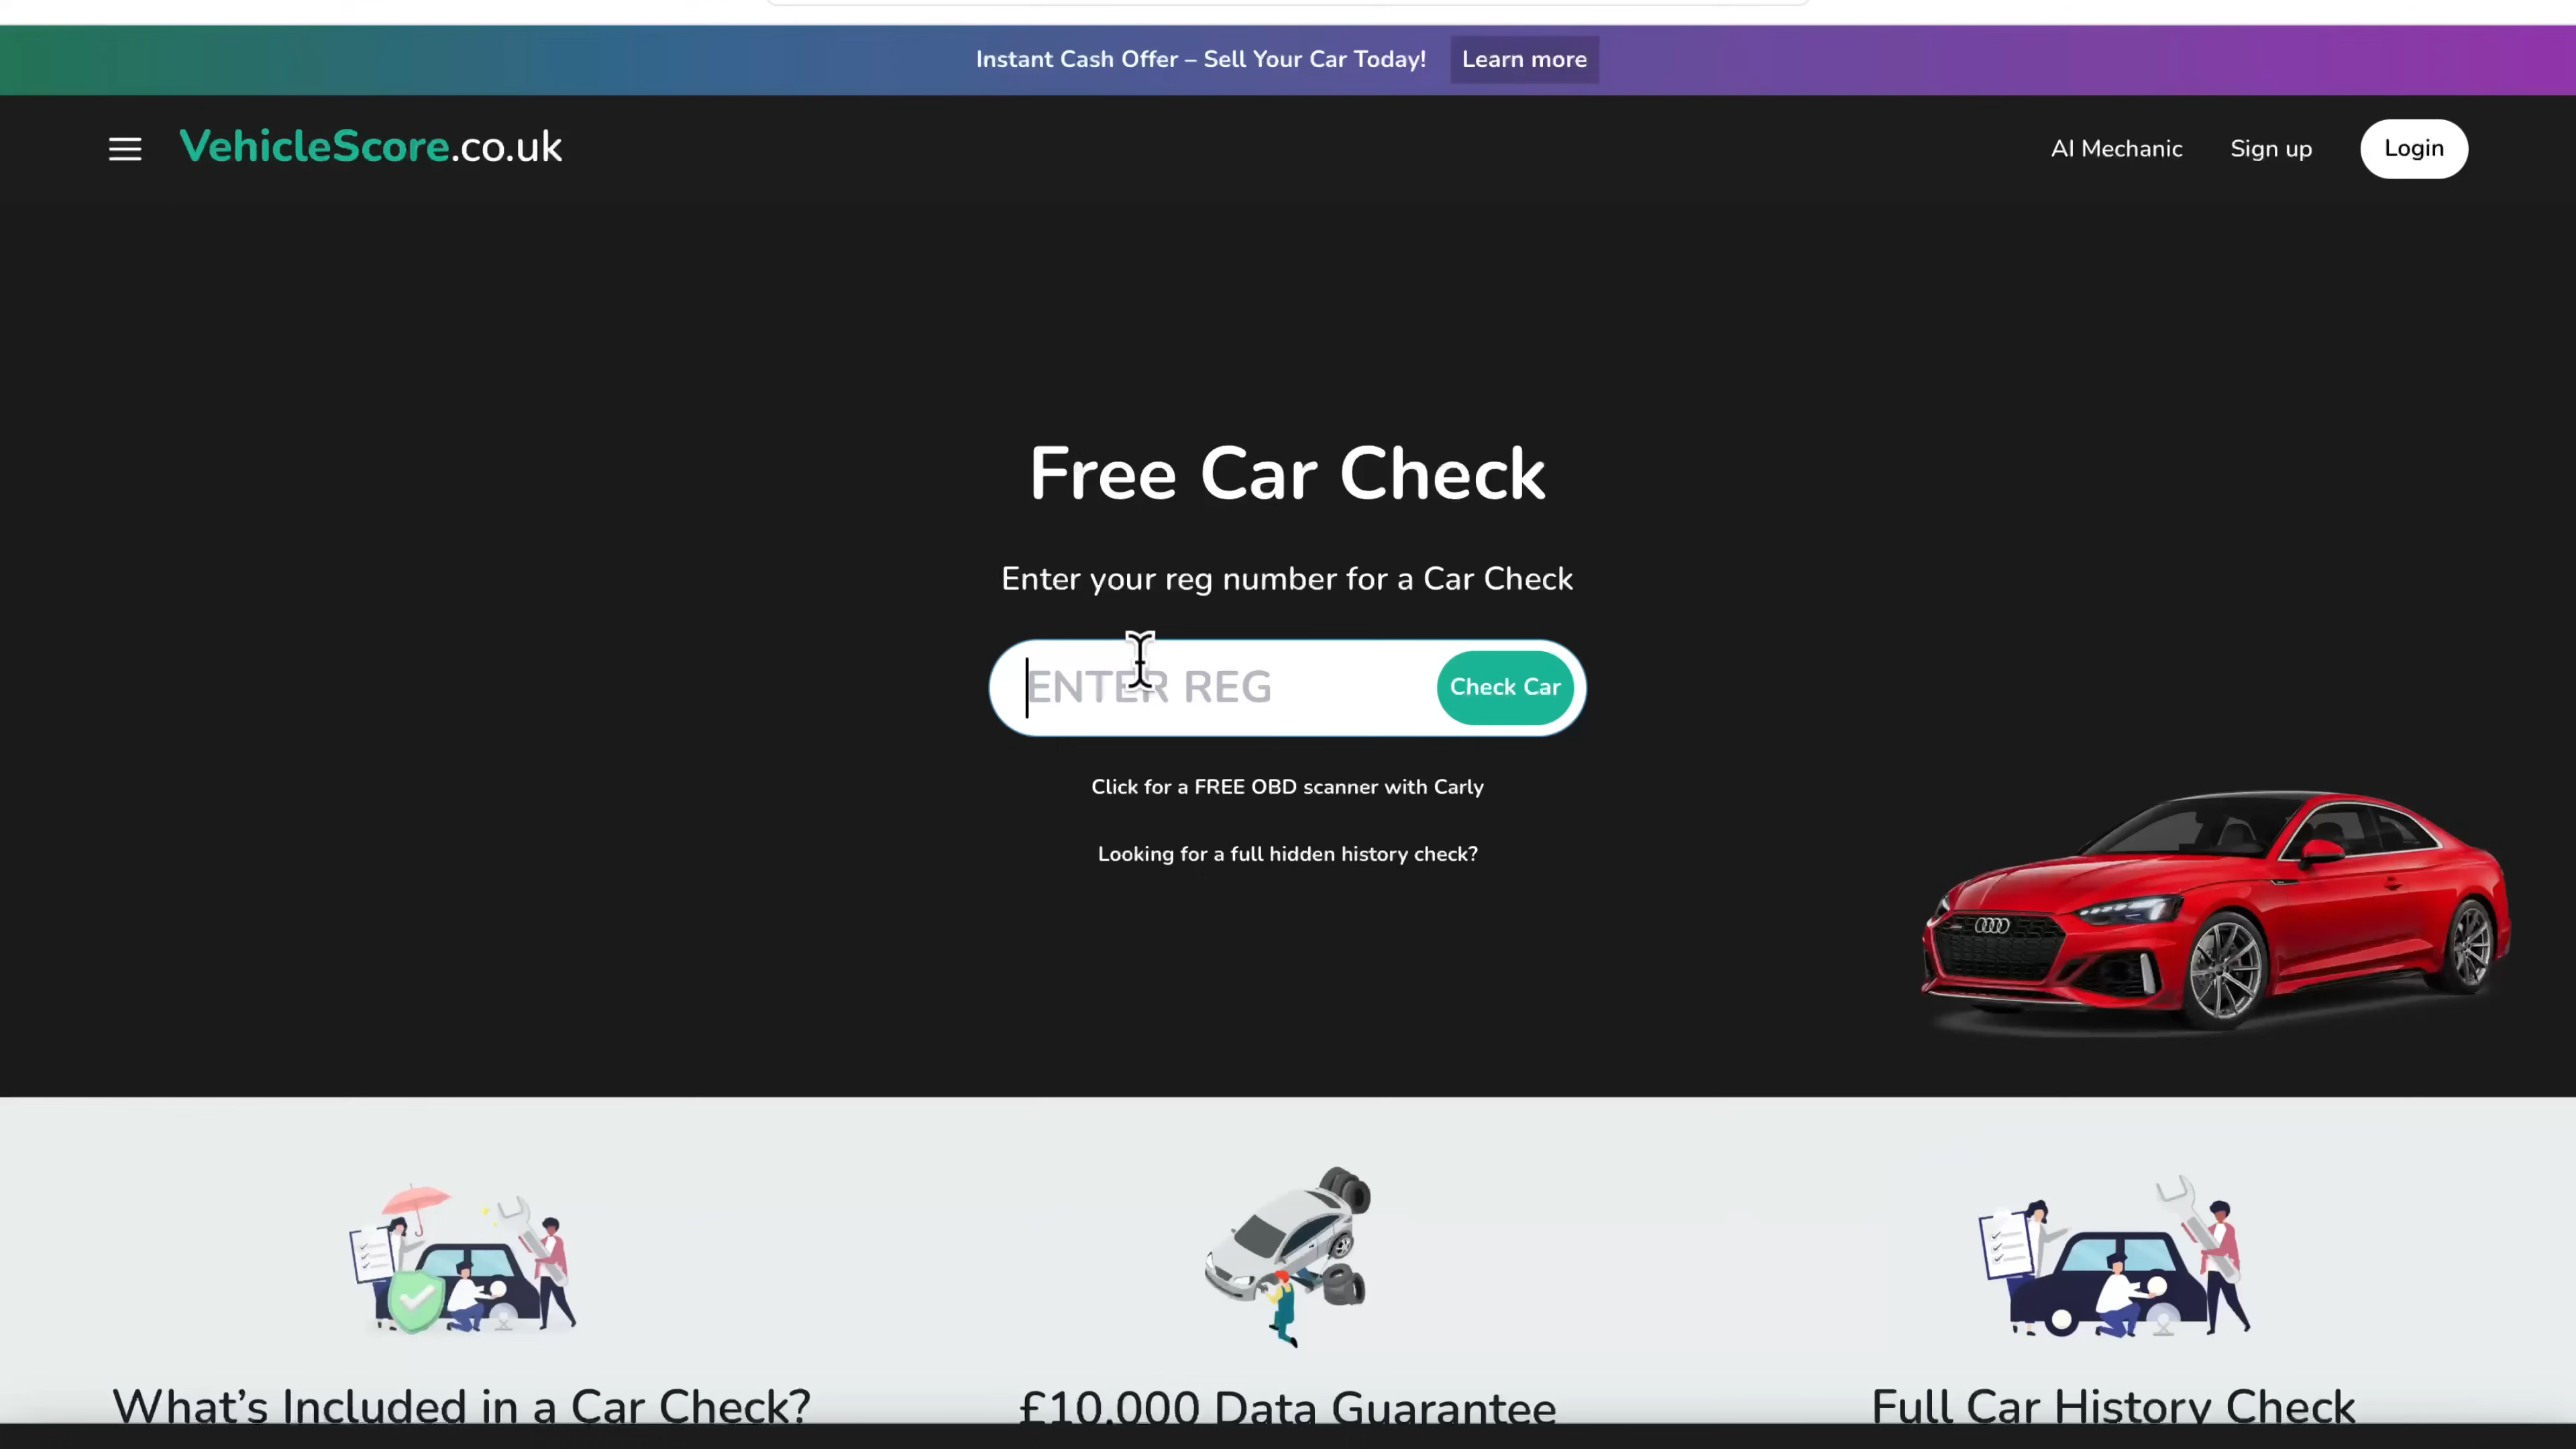 Instant Cash Offer – Sell Your Car Today! Learn more
VehicleScore.co.uk
AI Mechanic Sign up Login
Free Car Check
Enter your reg number for a Car Check
ENTER REG Check Car
Click for a FREE OBD scanner with Carly
Looking for a full hidden history check?
What's Included in a Car Check? £10,000 Data Guarantee Full Car History Check